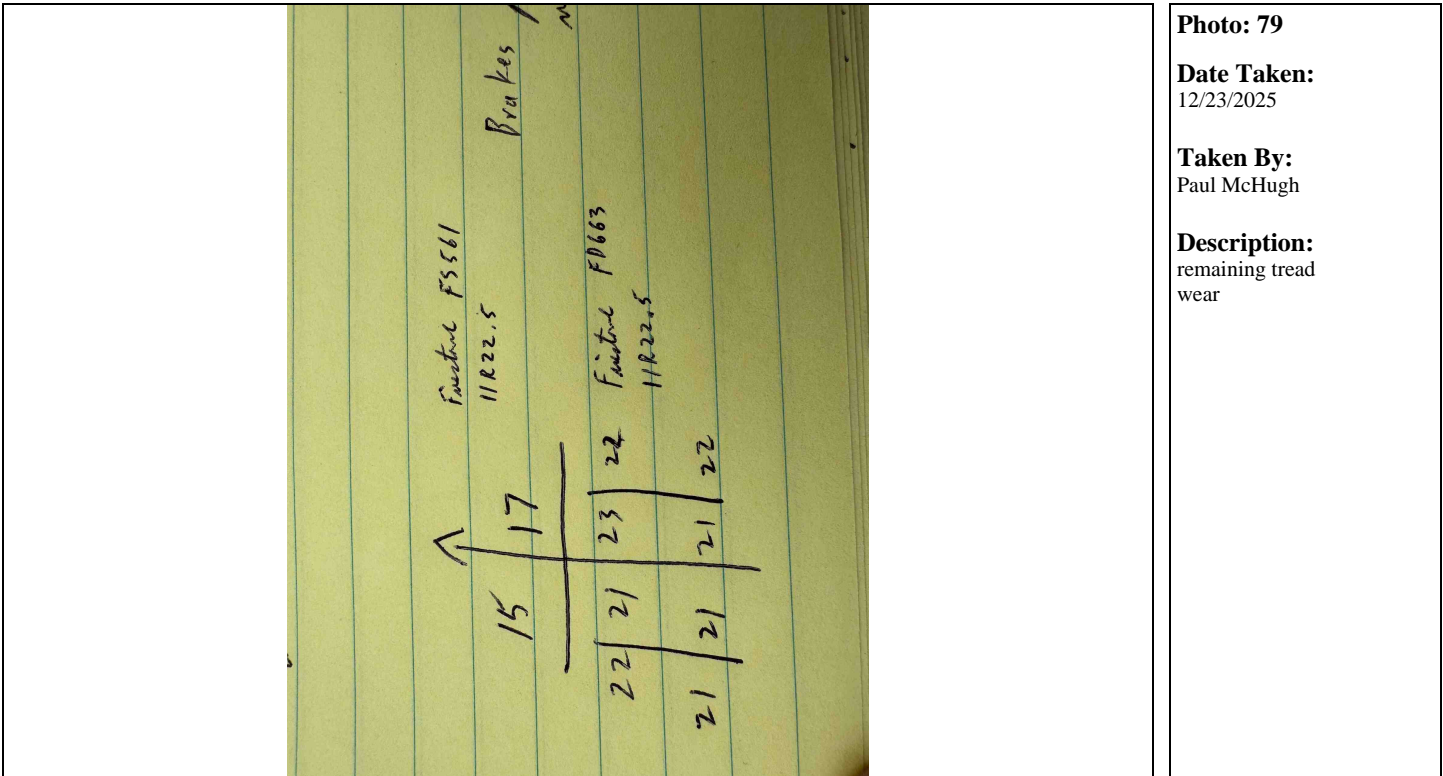 Firestone FS561
11R22.5
Brakes
15 17
22 21 23 22 Firestone FD663
11R22.5
21 21 21 22
Photo: 79
Date Taken:
12/23/2025
Taken By:
Paul McHugh
Description:
remaining tread
wear